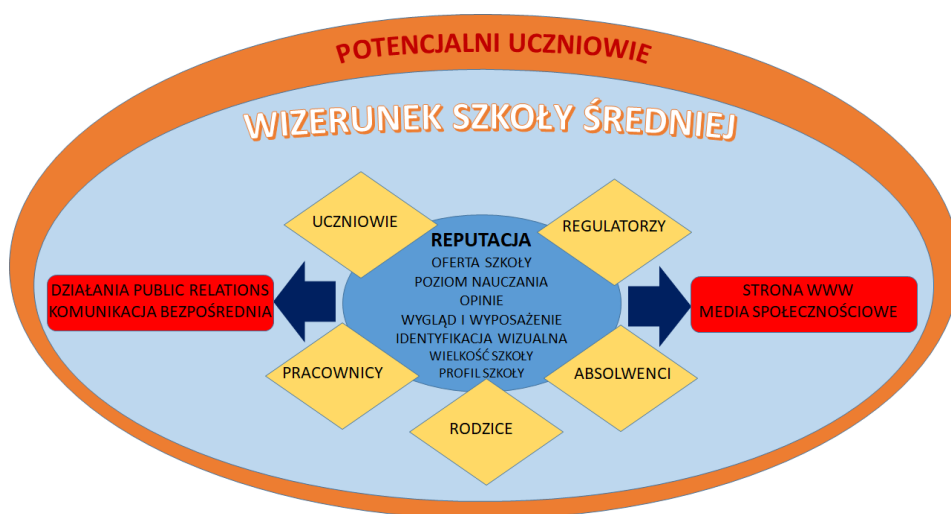 POTENCJALNI UCZNIOWIE
WIZERUNEK SZKOŁY ŚREDNIEJ
UCZNIOWIE
REGULATORZY
REPUTACJA
OFERTA SZKOŁY
POZIOM NAUCZANIA
OPINIE
WYGLĄD I WYPOSAŻENIE
IDENTYFIKACJA WIZUALNA
WIELKOŚĆ SZKOŁY
PROFIL SZKOŁY
DZIAŁANIA PUBLIC RELATIONS
KOMUNIKACJA BEZPOŚREDNIA
STRONA WWW
MEDIA SPOŁECZNOŚCIOWE
PRACOWNICY
ABSOLWENCI
RODZICE